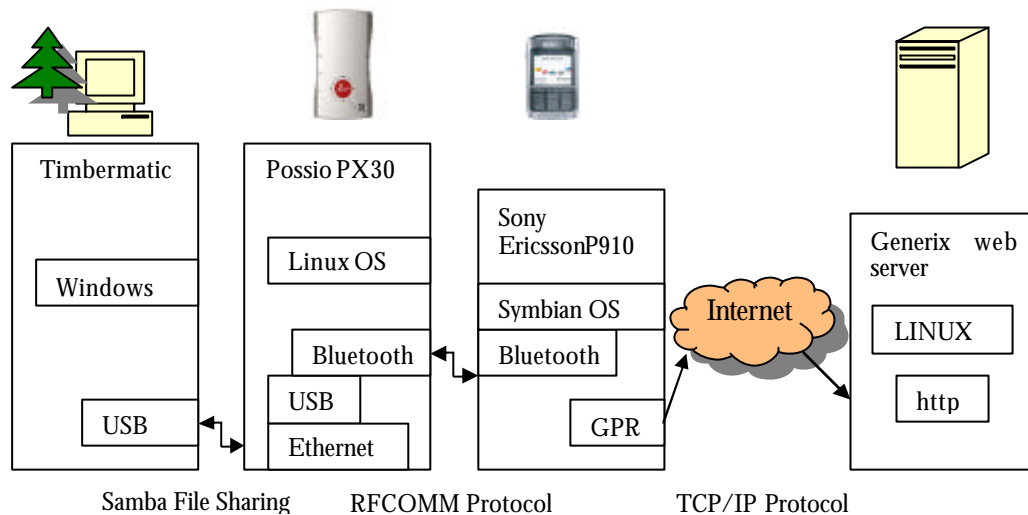 Timbermatic
Windows
USB
Possio PX30
Linux OS
Bluetooth
USB
Ethernet
Sony
EricssonP910
Symbian OS
Bluetooth
GPR
Internet
Generix web
server
LINUX
http
Samba File Sharing
RFCOMM Protocol
TCP/IP Protocol